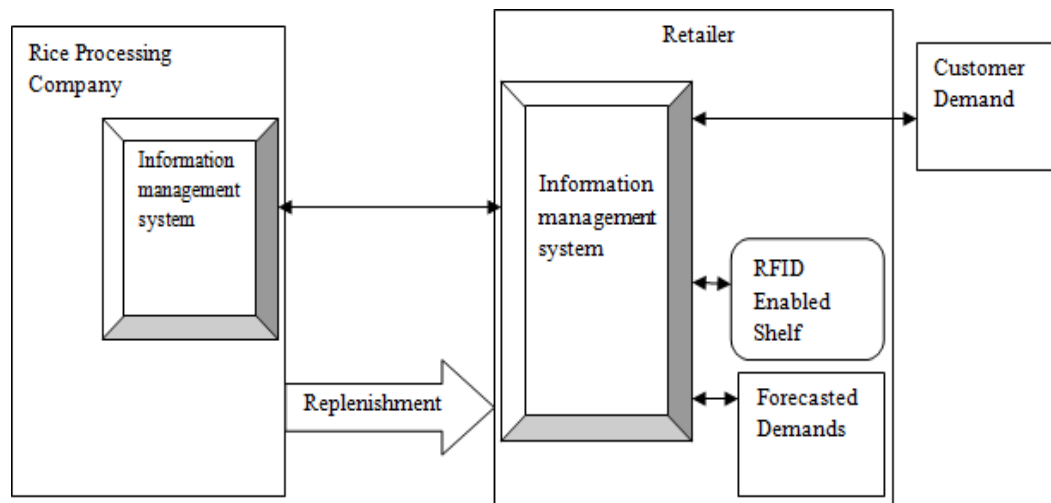 Rice Processing
Company
Information
management
system
Replenishment
Retailer
Information
management
system
Customer
Demand
RFID
Enabled
Shelf
Forecasted
Demands